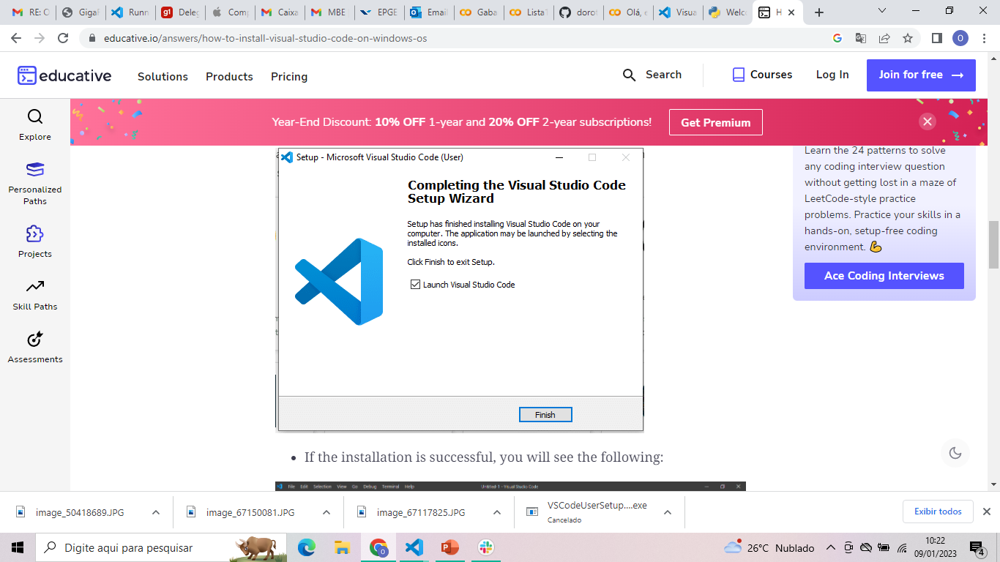 RE: C
GigaF
Runn
g1
Deleg
Comp
Caixa
MBE
EPGE
Email
Gaba
Lista1
dorot
Olá, e
Visua
Welco
H
educative.io/answers/how-to-install-visual-studio-code-on-windows-os
O
educative
Solutions
Products
Pricing
Search
Courses
Log In
Join for free
Explore
Personalized
Paths
Projects
Skill Paths
Assessments
Year-End Discount: 10% OFF 1-year and 20% OFF 2-year subscriptions!
Get Premium
Setup - Microsoft Visual Studio Code (User)
Completing the Visual Studio Code
Setup Wizard
Setup has finished installing Visual Studio Code on your
computer. The application may be launched by selecting the
installed icons.
Click Finish to exit Setup.
Launch Visual Studio Code
Finish
If the installation is successful, you will see the following:
File Edit Selection View Go Debug Terminal Help
Untitled-1 - Visual Studio Code
Learn the 24 patterns to solve
any coding interview question
without getting lost in a maze of
LeetCode-style practice
problems. Practice your skills in a
hands-on, setup-free coding
environment. 💪
Ace Coding Interviews
image_50418689.JPG
image_67150081.JPG
image_67117825.JPG
VSCodeUserSetup....exe
Cancelado
Exibir todos
Digite aqui para pesquisar
26°C Nublado
10:22
09/01/2023
4